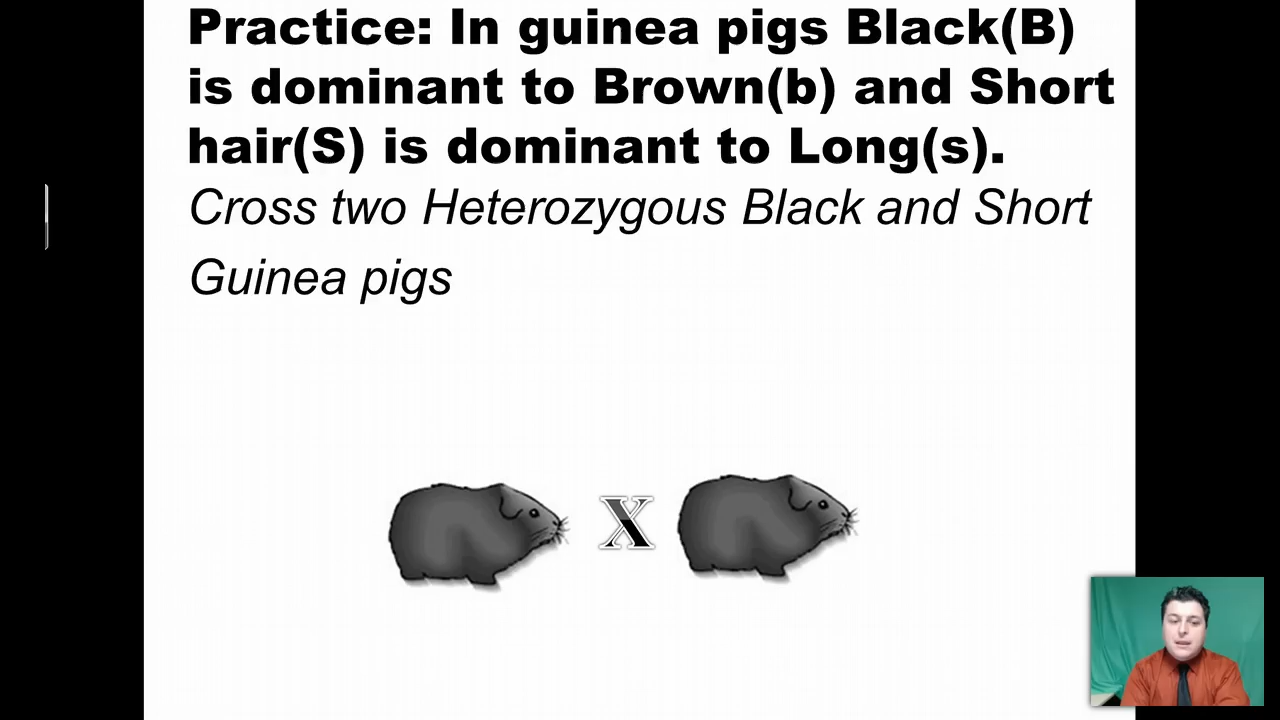 Practice: In guinea pigs Black(B)
is dominant to Brown(b) and Short
hair(S) is dominant to Long(s).
Cross two Heterozygous Black and Short
Guinea pigs
X